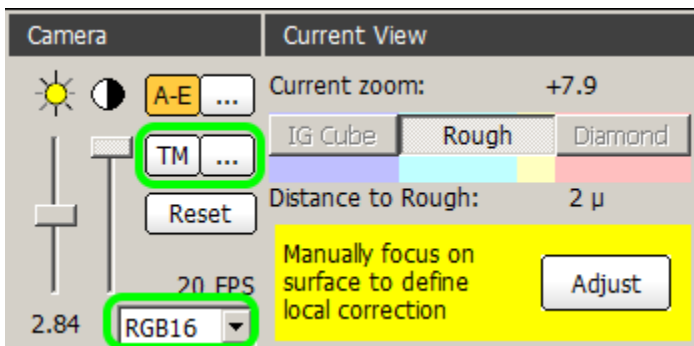 Camera
Current View
A-E ...
Current zoom: +7.9
TM ...
IG Cube Rough Diamond
Reset
Distance to Rough: 2 µ
Manually focus on
surface to define
local correction
Adjust
20 FPS
2.84 RGB16